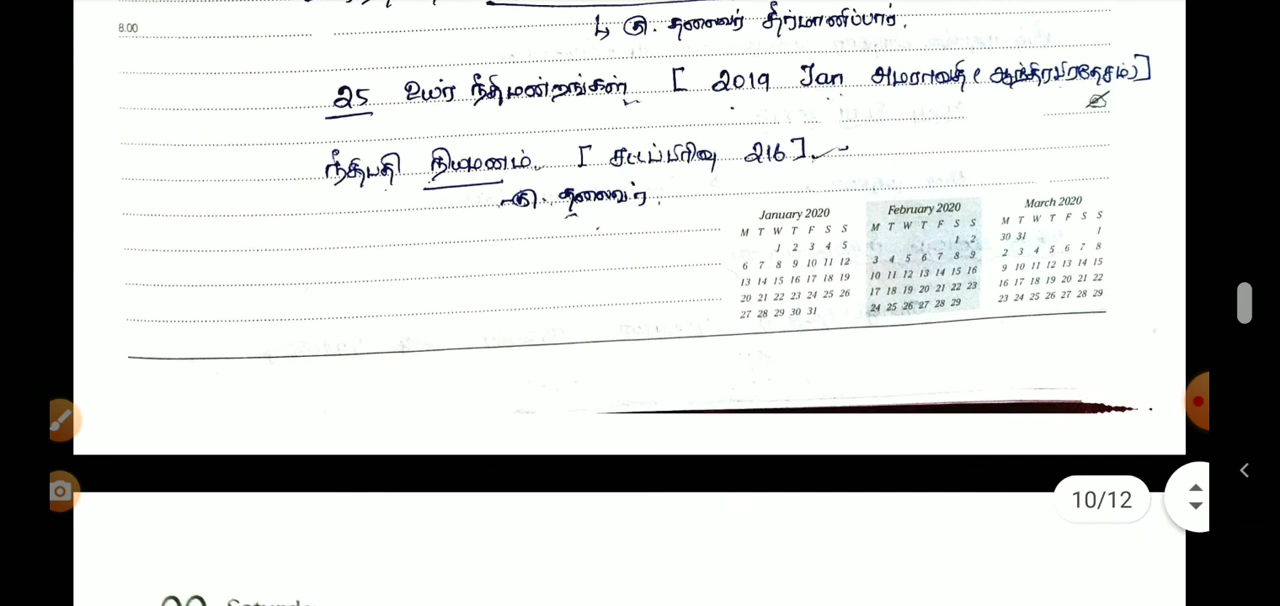 8.00
↳ கு. தலைவர் தீர்மானிப்பார்.
25 உயர் நீதிமன்றங்கள் [ 2019 Jan அமராவதி ( ஆந்திரபிரதேசம்)]
நீதிபதி நியமனம். [ சட்டப்பிரிவு 216 ]
- கு. தலைவர்.
January 2020
M T W T F S S
1 2 3 4 5
6 7 8 9 10 11 12
13 14 15 16 17 18 19
20 21 22 23 24 25 26
27 28 29 30 31
February 2020
M T W T F S S
1 2
3 4 5 6 7 8 9
10 11 12 13 14 15 16
17 18 19 20 21 22 23
24 25 26 27 28 29
March 2020
M T W T F S S
30 31 1
2 3 4 5 6 7 8
9 10 11 12 13 14 15
16 17 18 19 20 21 22
23 24 25 26 27 28 29
10/12